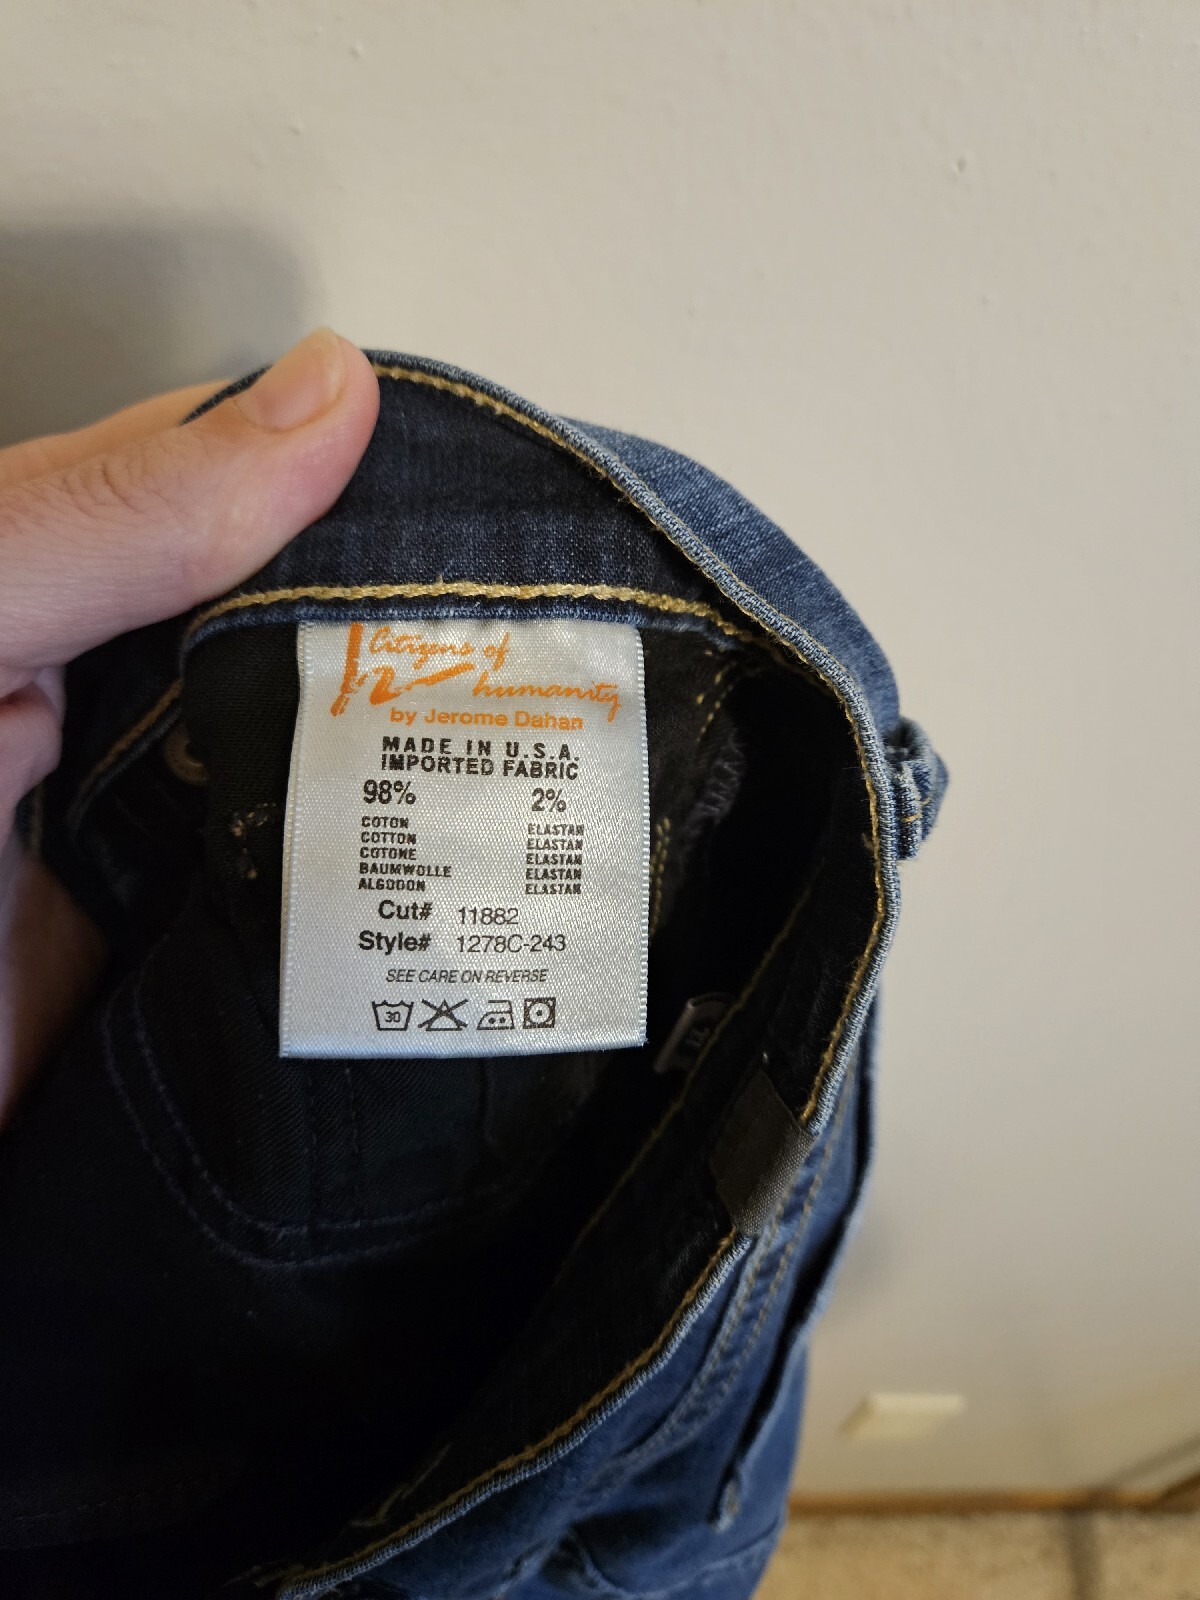 Citizens of
humanity
by Jerome Dahan
MADE IN U.S.A.
IMPORTED FABRIC
98% 2%
COTON ELASTAN
COTTON ELASTAN
COTONE ELASTAN
BAUMWOLLE ELASTAN
ALGODON ELASTAN
Cut# 11882
Style# 1278C-243
SEE CARE ON REVERSE
30